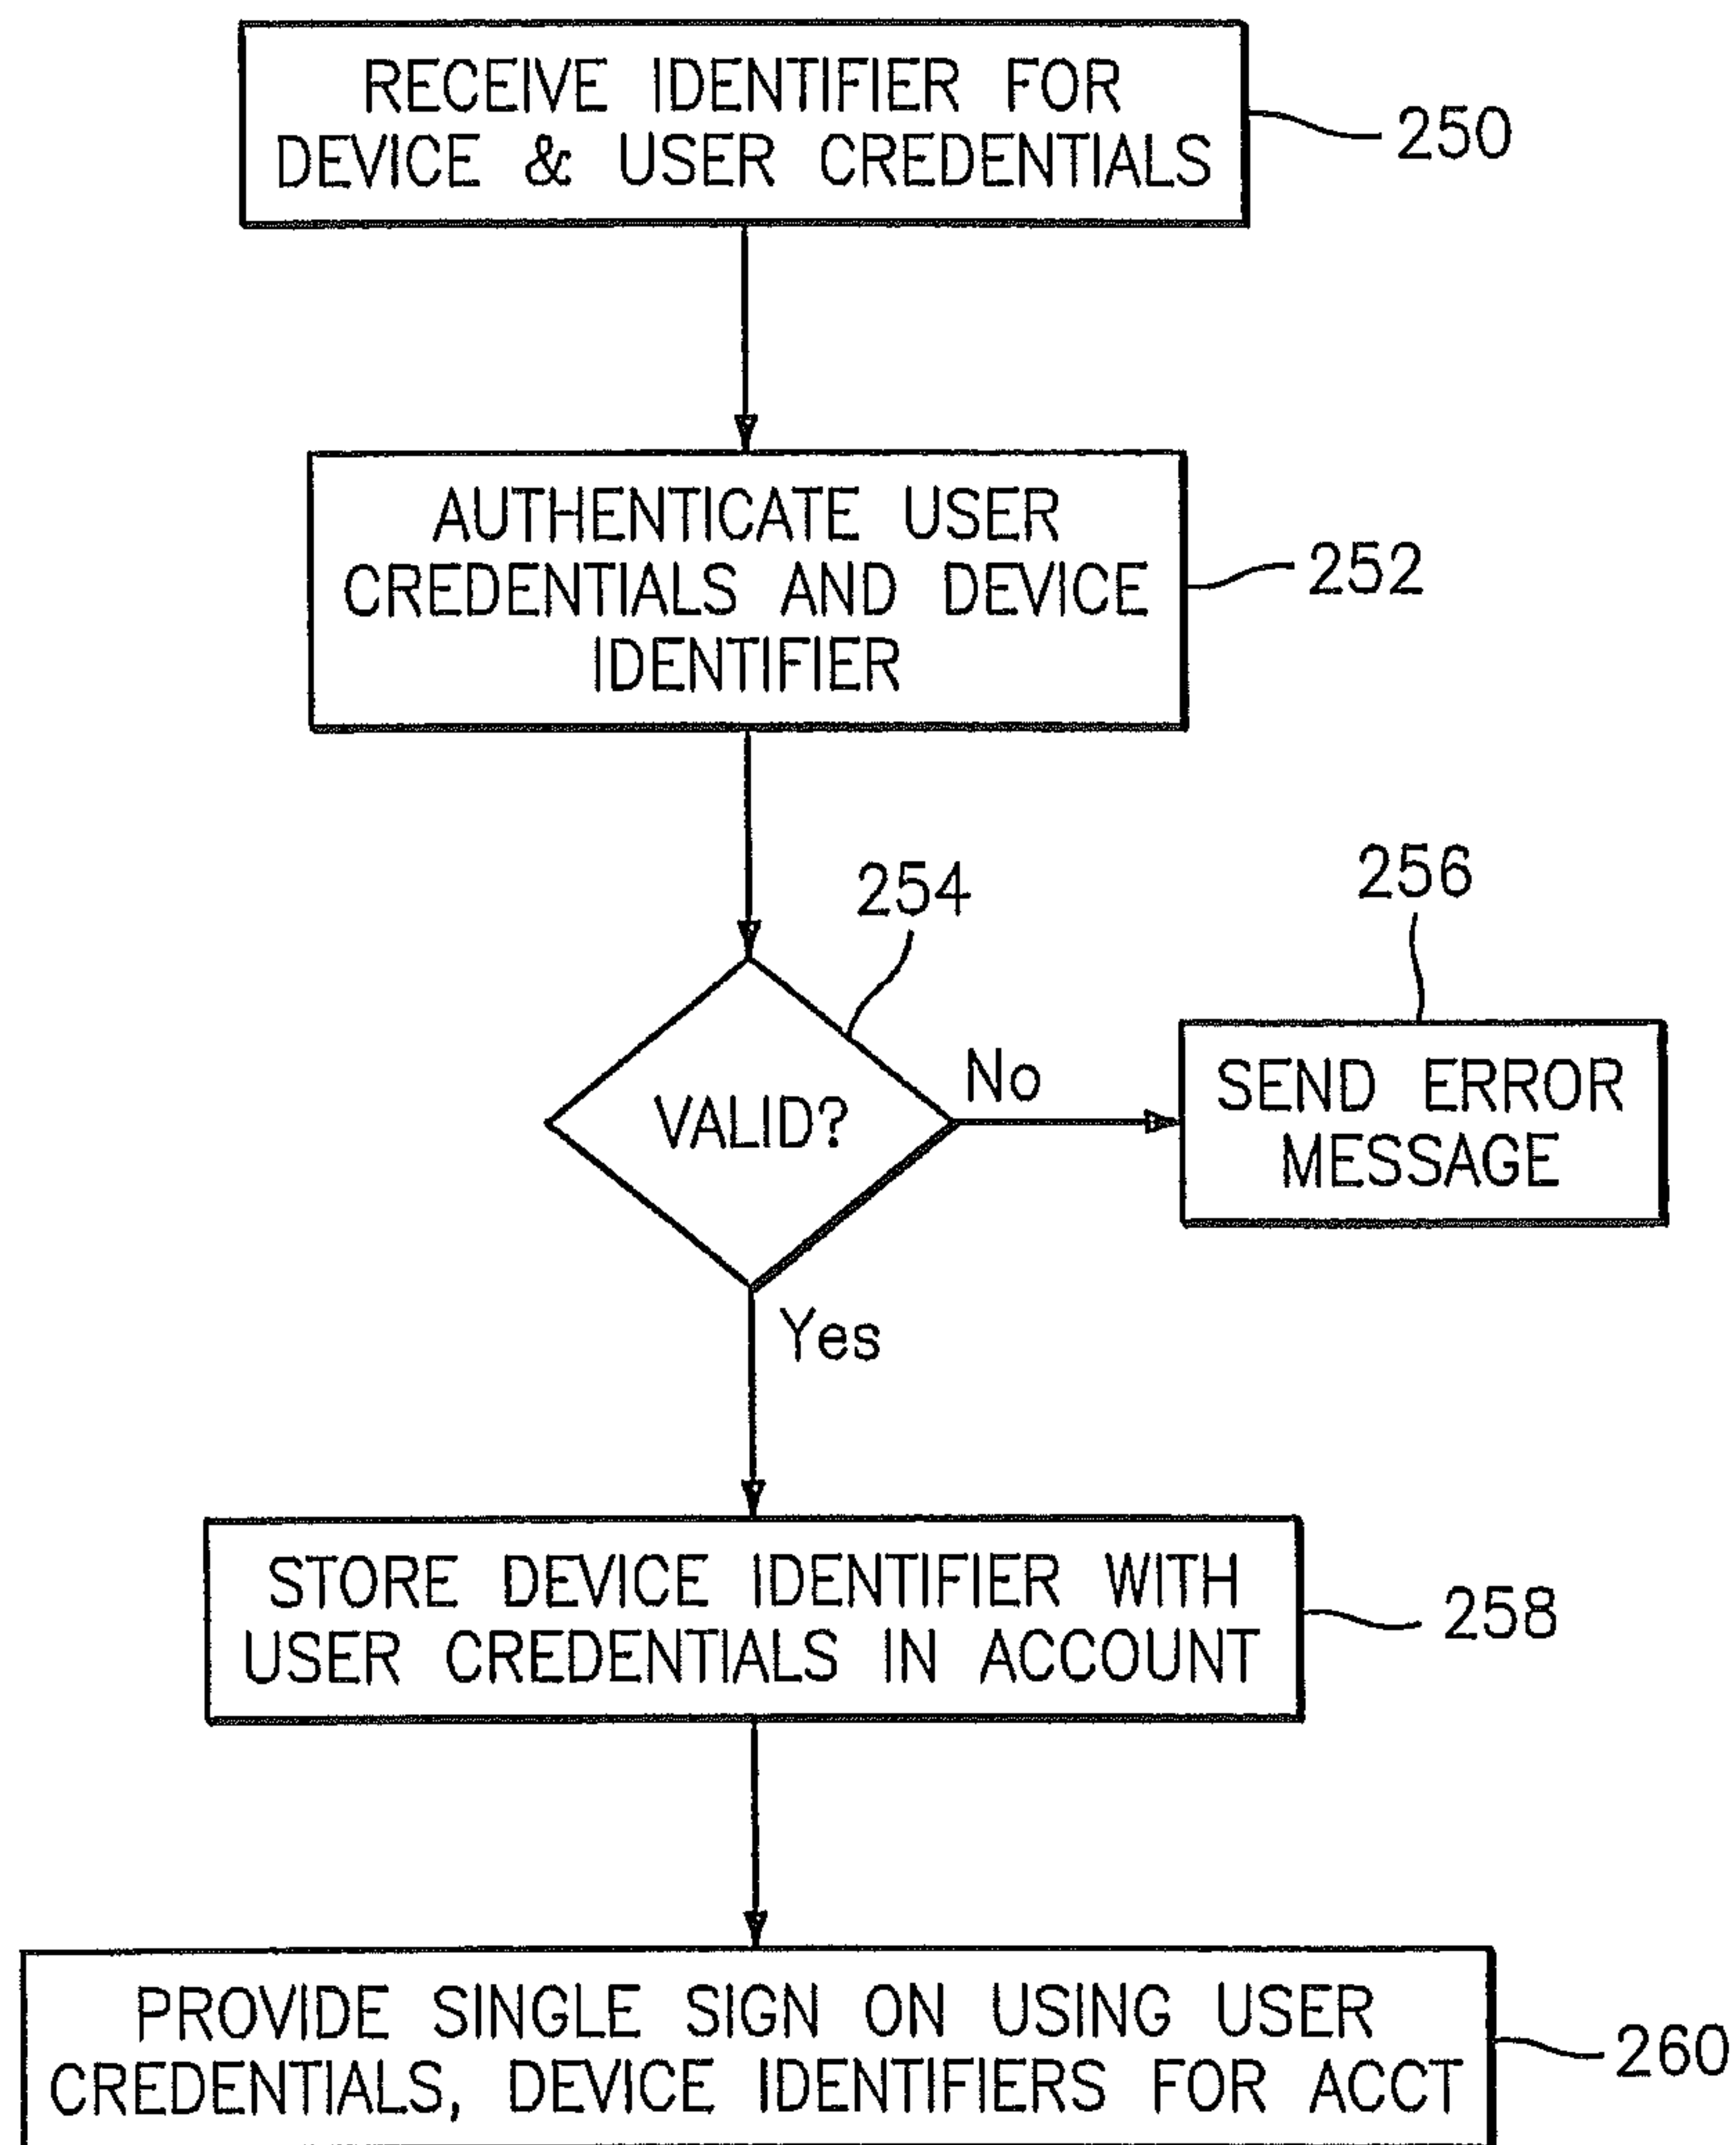 RECEIVE IDENTIFIER FOR
DEVICE & USER CREDENTIALS
250
AUTHENTICATE USER
CREDENTIALS AND DEVICE
IDENTIFIER
252
254
256
VALID?
No
SEND ERROR
MESSAGE
Yes
STORE DEVICE IDENTIFIER WITH
USER CREDENTIALS IN ACCOUNT
258
PROVIDE SINGLE SIGN ON USING USER
CREDENTIALS, DEVICE IDENTIFIERS FOR ACCT
260